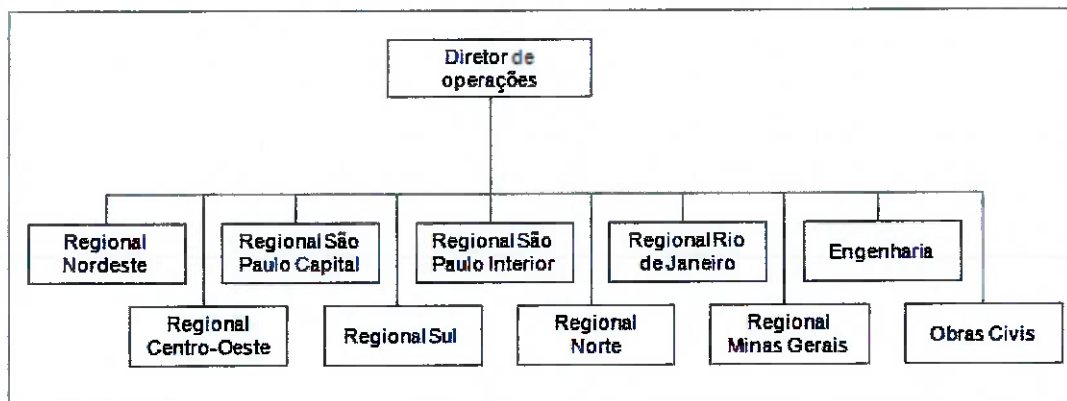 Diretor de
operações
Regional
Nordeste
Regional São
Paulo Capital
Regional São
Paulo Interior
Regional Rio
de Janeiro
Engenharia
Regional
Centro-Oeste
Regional Sul
Regional
Norte
Regional
Minas Gerais
Obras Civis